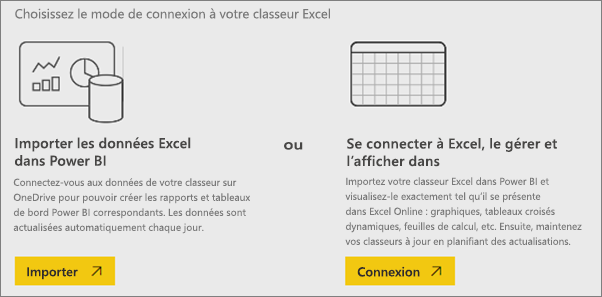 Choisissez le mode de connexion à votre classeur Excel
Importer les données Excel
dans Power BI
Connectez-vous aux données de votre classeur sur
OneDrive pour pouvoir créer les rapports et tableaux
de bord Power BI correspondants. Les données sont
actualisées automatiquement chaque jour.
Importer
ou
Se connecter à Excel, le gérer et
l’afficher dans
Importez votre classeur Excel dans Power BI et
visualisez-le exactement tel qu’il se présente
dans Excel Online : graphiques, tableaux croisés
dynamiques, feuilles de calcul, etc. Ensuite, maintenez
vos classeurs à jour en planifiant des actualisations.
Connexion